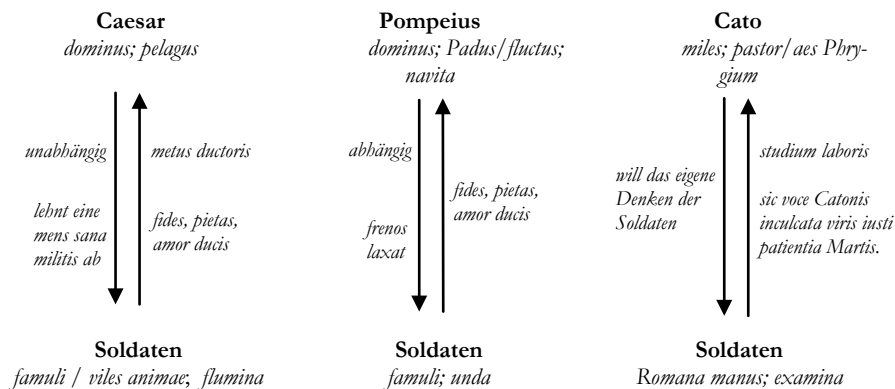 Caesar
dominus; pelagus
unabhängig
metus ductoris
lehnt eine
mens sana
militis ab
fides, pietas,
amor ducis
Soldaten
famuli / viles animae; flumina
Pompeius
dominus; Padus/fluctus;
navita
abhängig
fides, pietas,
amor ducis
frenos
laxat
Soldaten
famuli; unda
Cato
miles; pastor/aes Phry-
gium
will das eigene
Denken der
Soldaten
studium laboris
sic voce Catonis
inculcata viris iusti
patientia Martis.
Soldaten
Romana manus; examina